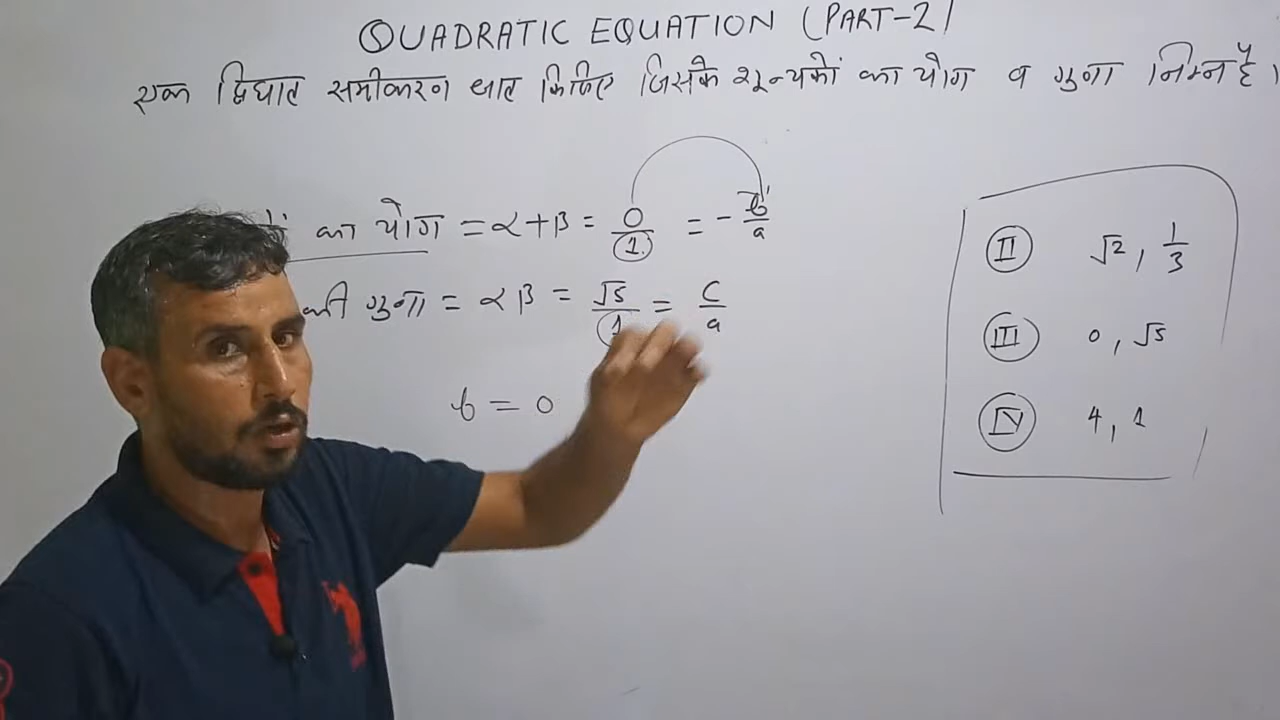 QUADRATIC EQUATION (PART-2)
एक द्विघात समीकरण ज्ञात किजिए जिसके शून्यकों का योग व गुणा निम्न है।
का योग = α+β = 0/1 = -b/a
की गुणा = αβ = √5/1 = c/a
b = 0
II √2, 1/3
III 0, √5
IV 4, 1